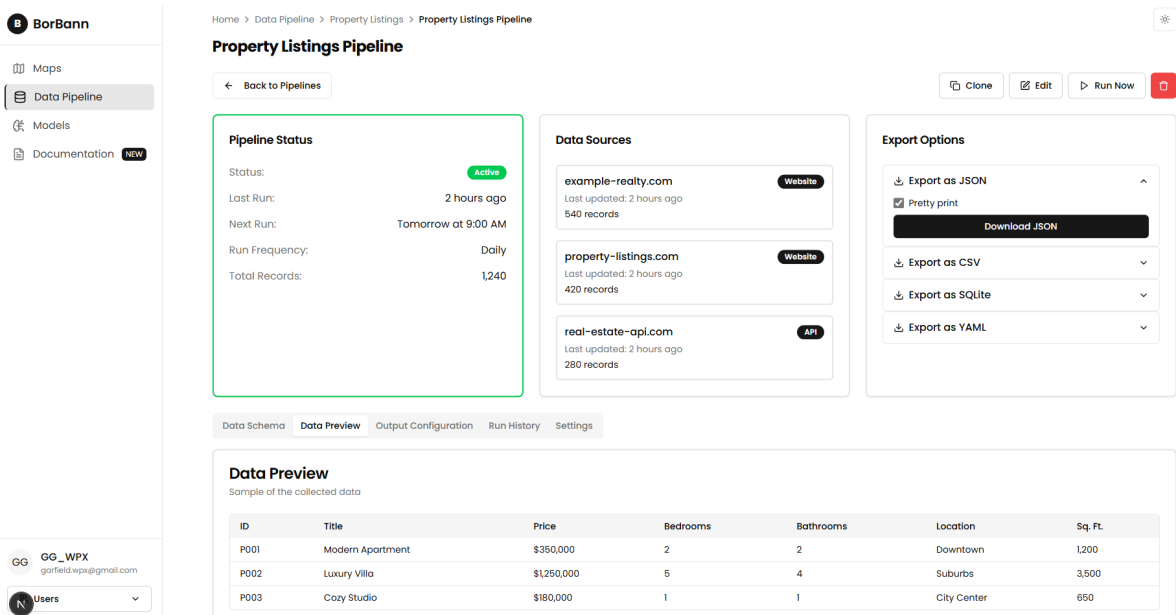 B BorBann
Maps
Data Pipeline
Models
Documentation NEW
GG GG_WPX
garfield.wpx@gmail.com
N Users
Home > Data Pipeline > Property Listings > Property Listings Pipeline
Property Listings Pipeline
Back to Pipelines
Clone Edit Run Now
Pipeline Status
Status: Active
Last Run: 2 hours ago
Next Run: Tomorrow at 9:00 AM
Run Frequency: Daily
Total Records: 1,240
Data Sources
example-realty.com Website
Last updated: 2 hours ago
540 records
property-listings.com Website
Last updated: 2 hours ago
420 records
real-estate-api.com API
Last updated: 2 hours ago
280 records
Export Options
Export as JSON
Pretty print
Download JSON
Export as CSV
Export as SQLite
Export as YAML
Data Schema Data Preview Output Configuration Run History Settings
Data Preview
Sample of the collected data
ID Title Price Bedrooms Bathrooms Location Sq. Ft.
P001 Modern Apartment $350,000 2 2 Downtown 1,200
P002 Luxury Villa $1,250,000 5 4 Suburbs 3,500
P003 Cozy Studio $180,000 1 1 City Center 650